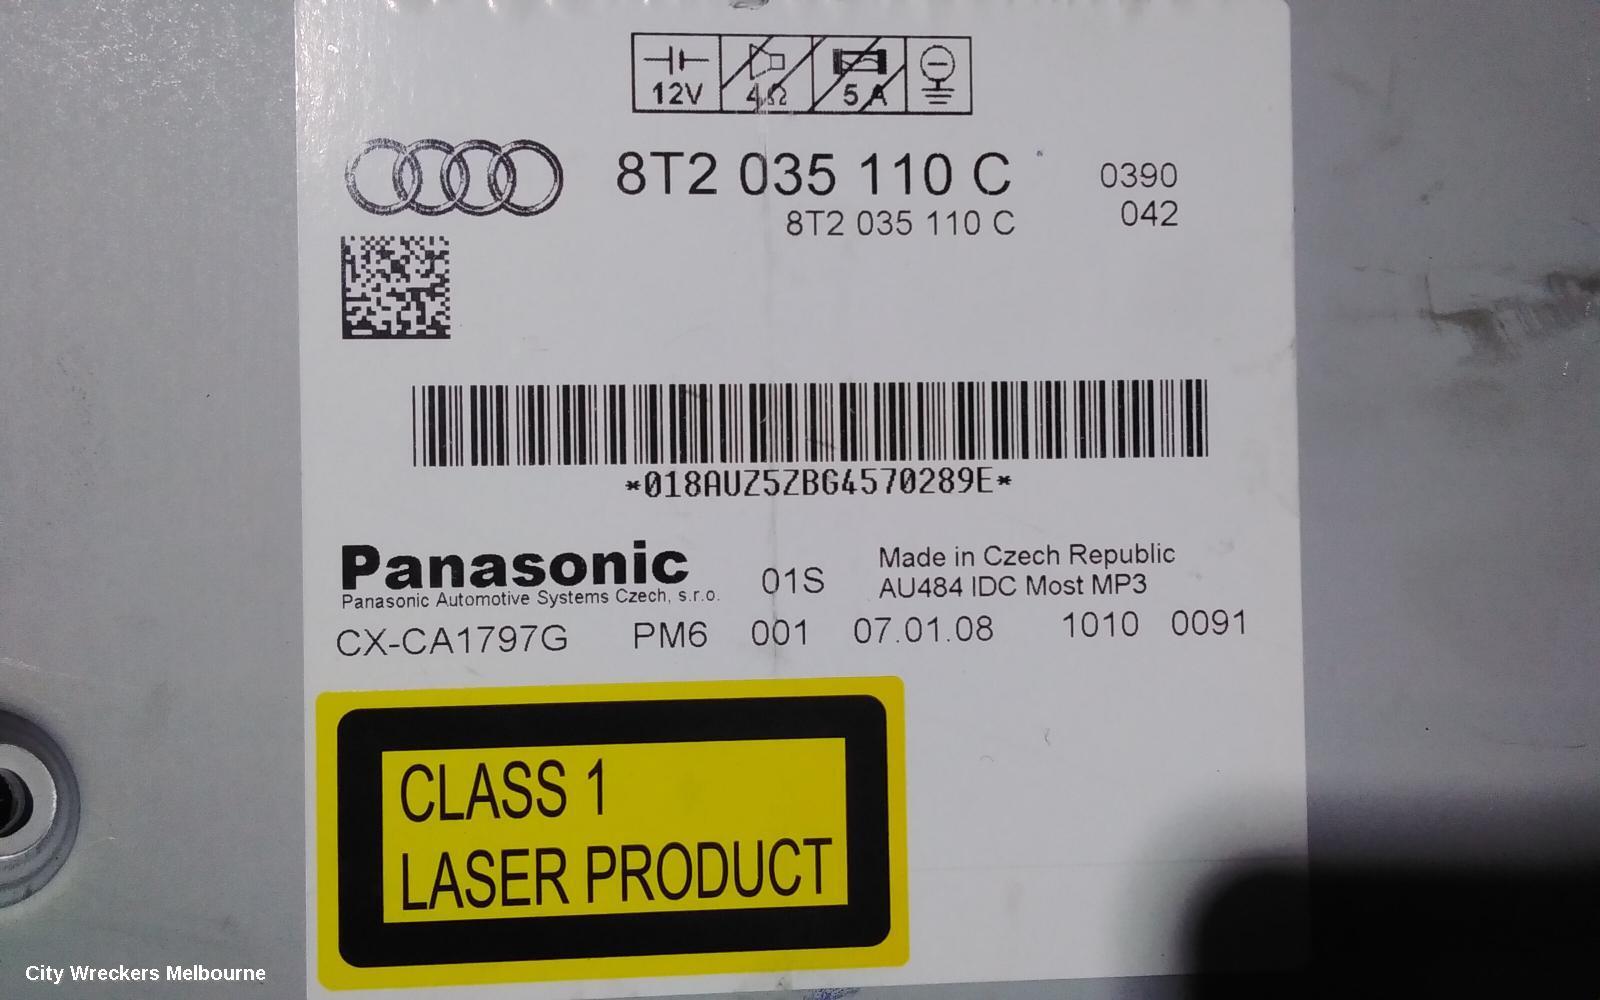 12V 4Ω 5A
8T2 035 110 C 0390
8T2 035 110 C 042
*018AUZ5ZBG4570289E*
Panasonic 01S Made in Czech Republic
Panasonic Automotive Systems Czech, s.r.o. AU484 IDC Most MP3
CX-CA1797G PM6 001 07.01.08 1010 0091
CLASS 1
LASER PRODUCT
City Wreckers Melbourne